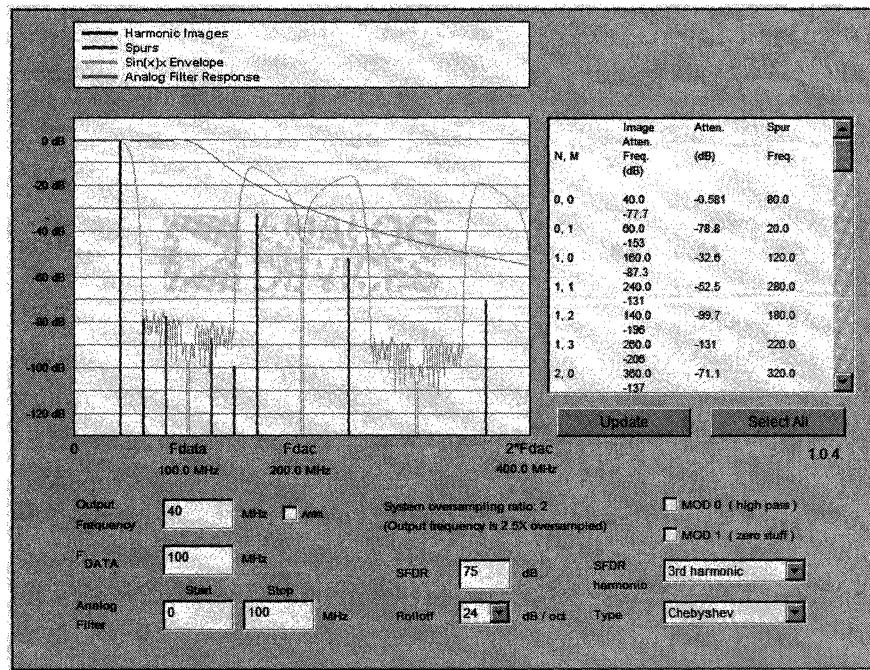 Harmonic Images
Spurs
Sin(x)x Envelope
Analog Filter Response
0 dB
-20 dB
-40 dB
-60 dB
-80 dB
-100 dB
-120 dB
0
Fdata
Fdac
2*Fdac
100.0 MHz
200.0 MHz
400.0 MHz
Image Atten. Spur
Atten.
N, M Freq. (dB) Freq.
(dB)
0, 0 40.0 -0.581 80.0
-77.7
0, 1 60.0 -78.8 20.0
-153
1, 0 160.0 -32.6 120.0
-87.3
1, 1 240.0 -52.5 280.0
-131
1, 2 140.0 -99.7 180.0
-196
1, 3 260.0 -131 220.0
-206
2, 0 360.0 -71.1 320.0
-137
Update
Select All
1.0.4
Output Frequency
40
MHz
System oversampling ratio: 2
(Output frequency is 2.5X oversampled)
MOD 0 ( high pass )
MOD 1 ( zero stuff )
FDATA
100
MHz
SFDR
75
dB
SFDR harmonic
3rd harmonic
Start
Stop
Analog Filter
0
100
MHz
Rolloff
24
dB / oct
Type
Chebyshev